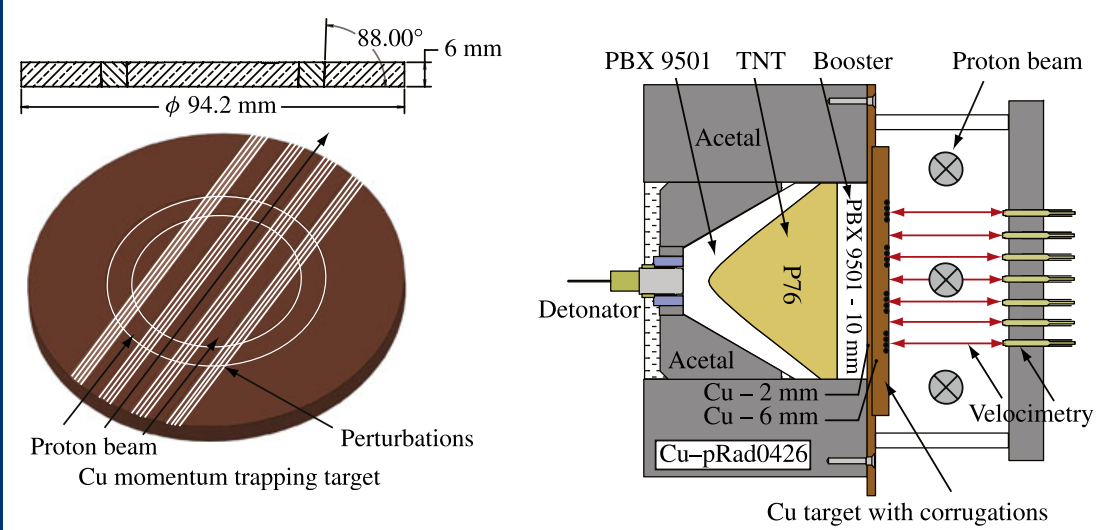 88.00°
6 mm
ϕ 94.2 mm
Proton beam
Perturbations
Cu momentum trapping target
PBX 9501
TNT
Booster
Proton beam
Acetal
PBX 9501 - 10 mm
P76
Detonator
Acetal
Cu – 2 mm
Cu – 6 mm
Velocimetry
Cu–pRad0426
Cu target with corrugations